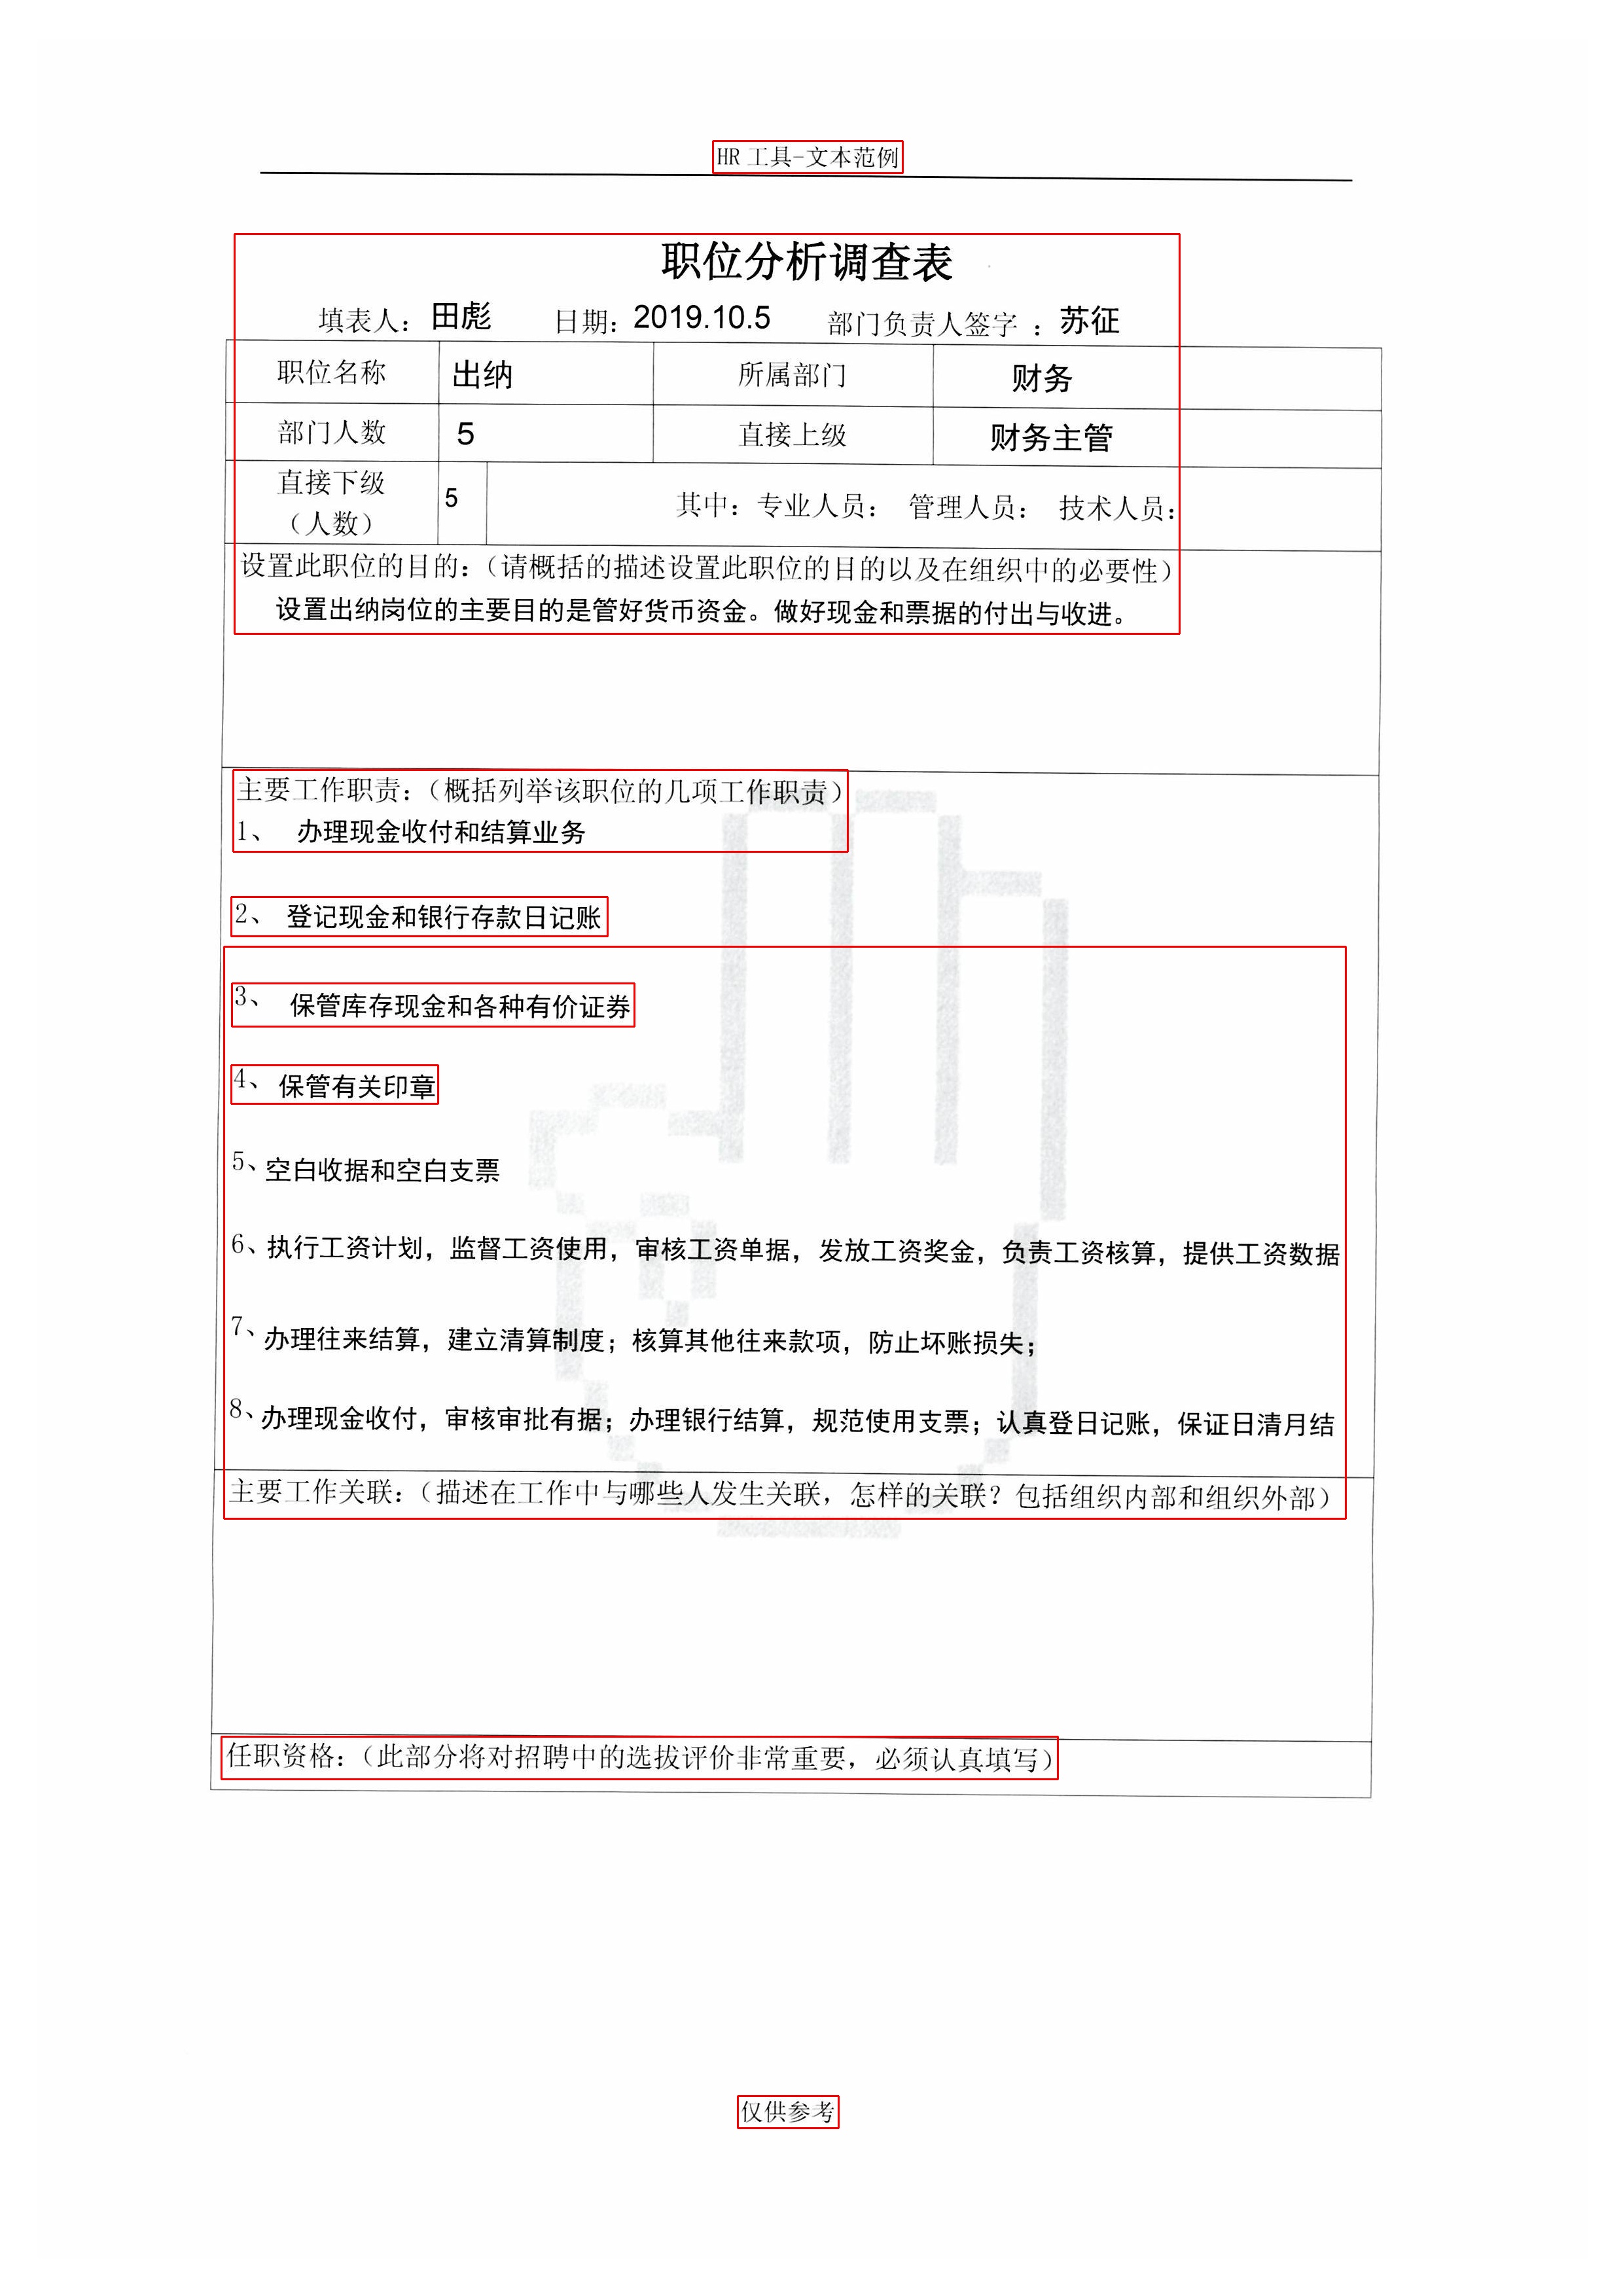 HR 工具-文本范例
职位分析调查表
填表人：田彪 日期：2019.10.5 部门负责人签字：苏征
职位名称 出纳 所属部门 财务
部门人数 5 直接上级 财务主管
直接下级（人数） 5 其中：专业人员： 管理人员： 技术人员：
设置此职位的目的：（请概括的描述设置此职位的目的以及在组织中的必要性）
设置出纳岗位的主要目的是管好货币资金。做好现金和票据的付出与收进。
主要工作职责：（概括列举该职位的几项工作职责）
1、 办理现金收付和结算业务
2、 登记现金和银行存款日记账
3、 保管库存现金和各种有价证券
4、 保管有关印章
5、空白收据和空白支票
6、执行工资计划，监督工资使用，审核工资单据，发放工资奖金，负责工资核算，提供工资数据
7、办理往来结算，建立清算制度；核算其他往来款项，防止坏账损失；
8、办理现金收付，审核审批有据；办理银行结算，规范使用支票；认真登日记账，保证日清月结
主要工作关联：（描述在工作中与哪些人发生关联，怎样的关联？包括组织内部和组织外部）
任职资格：（此部分将对招聘中的选拔评价非常重要，必须认真填写）
仅供参考